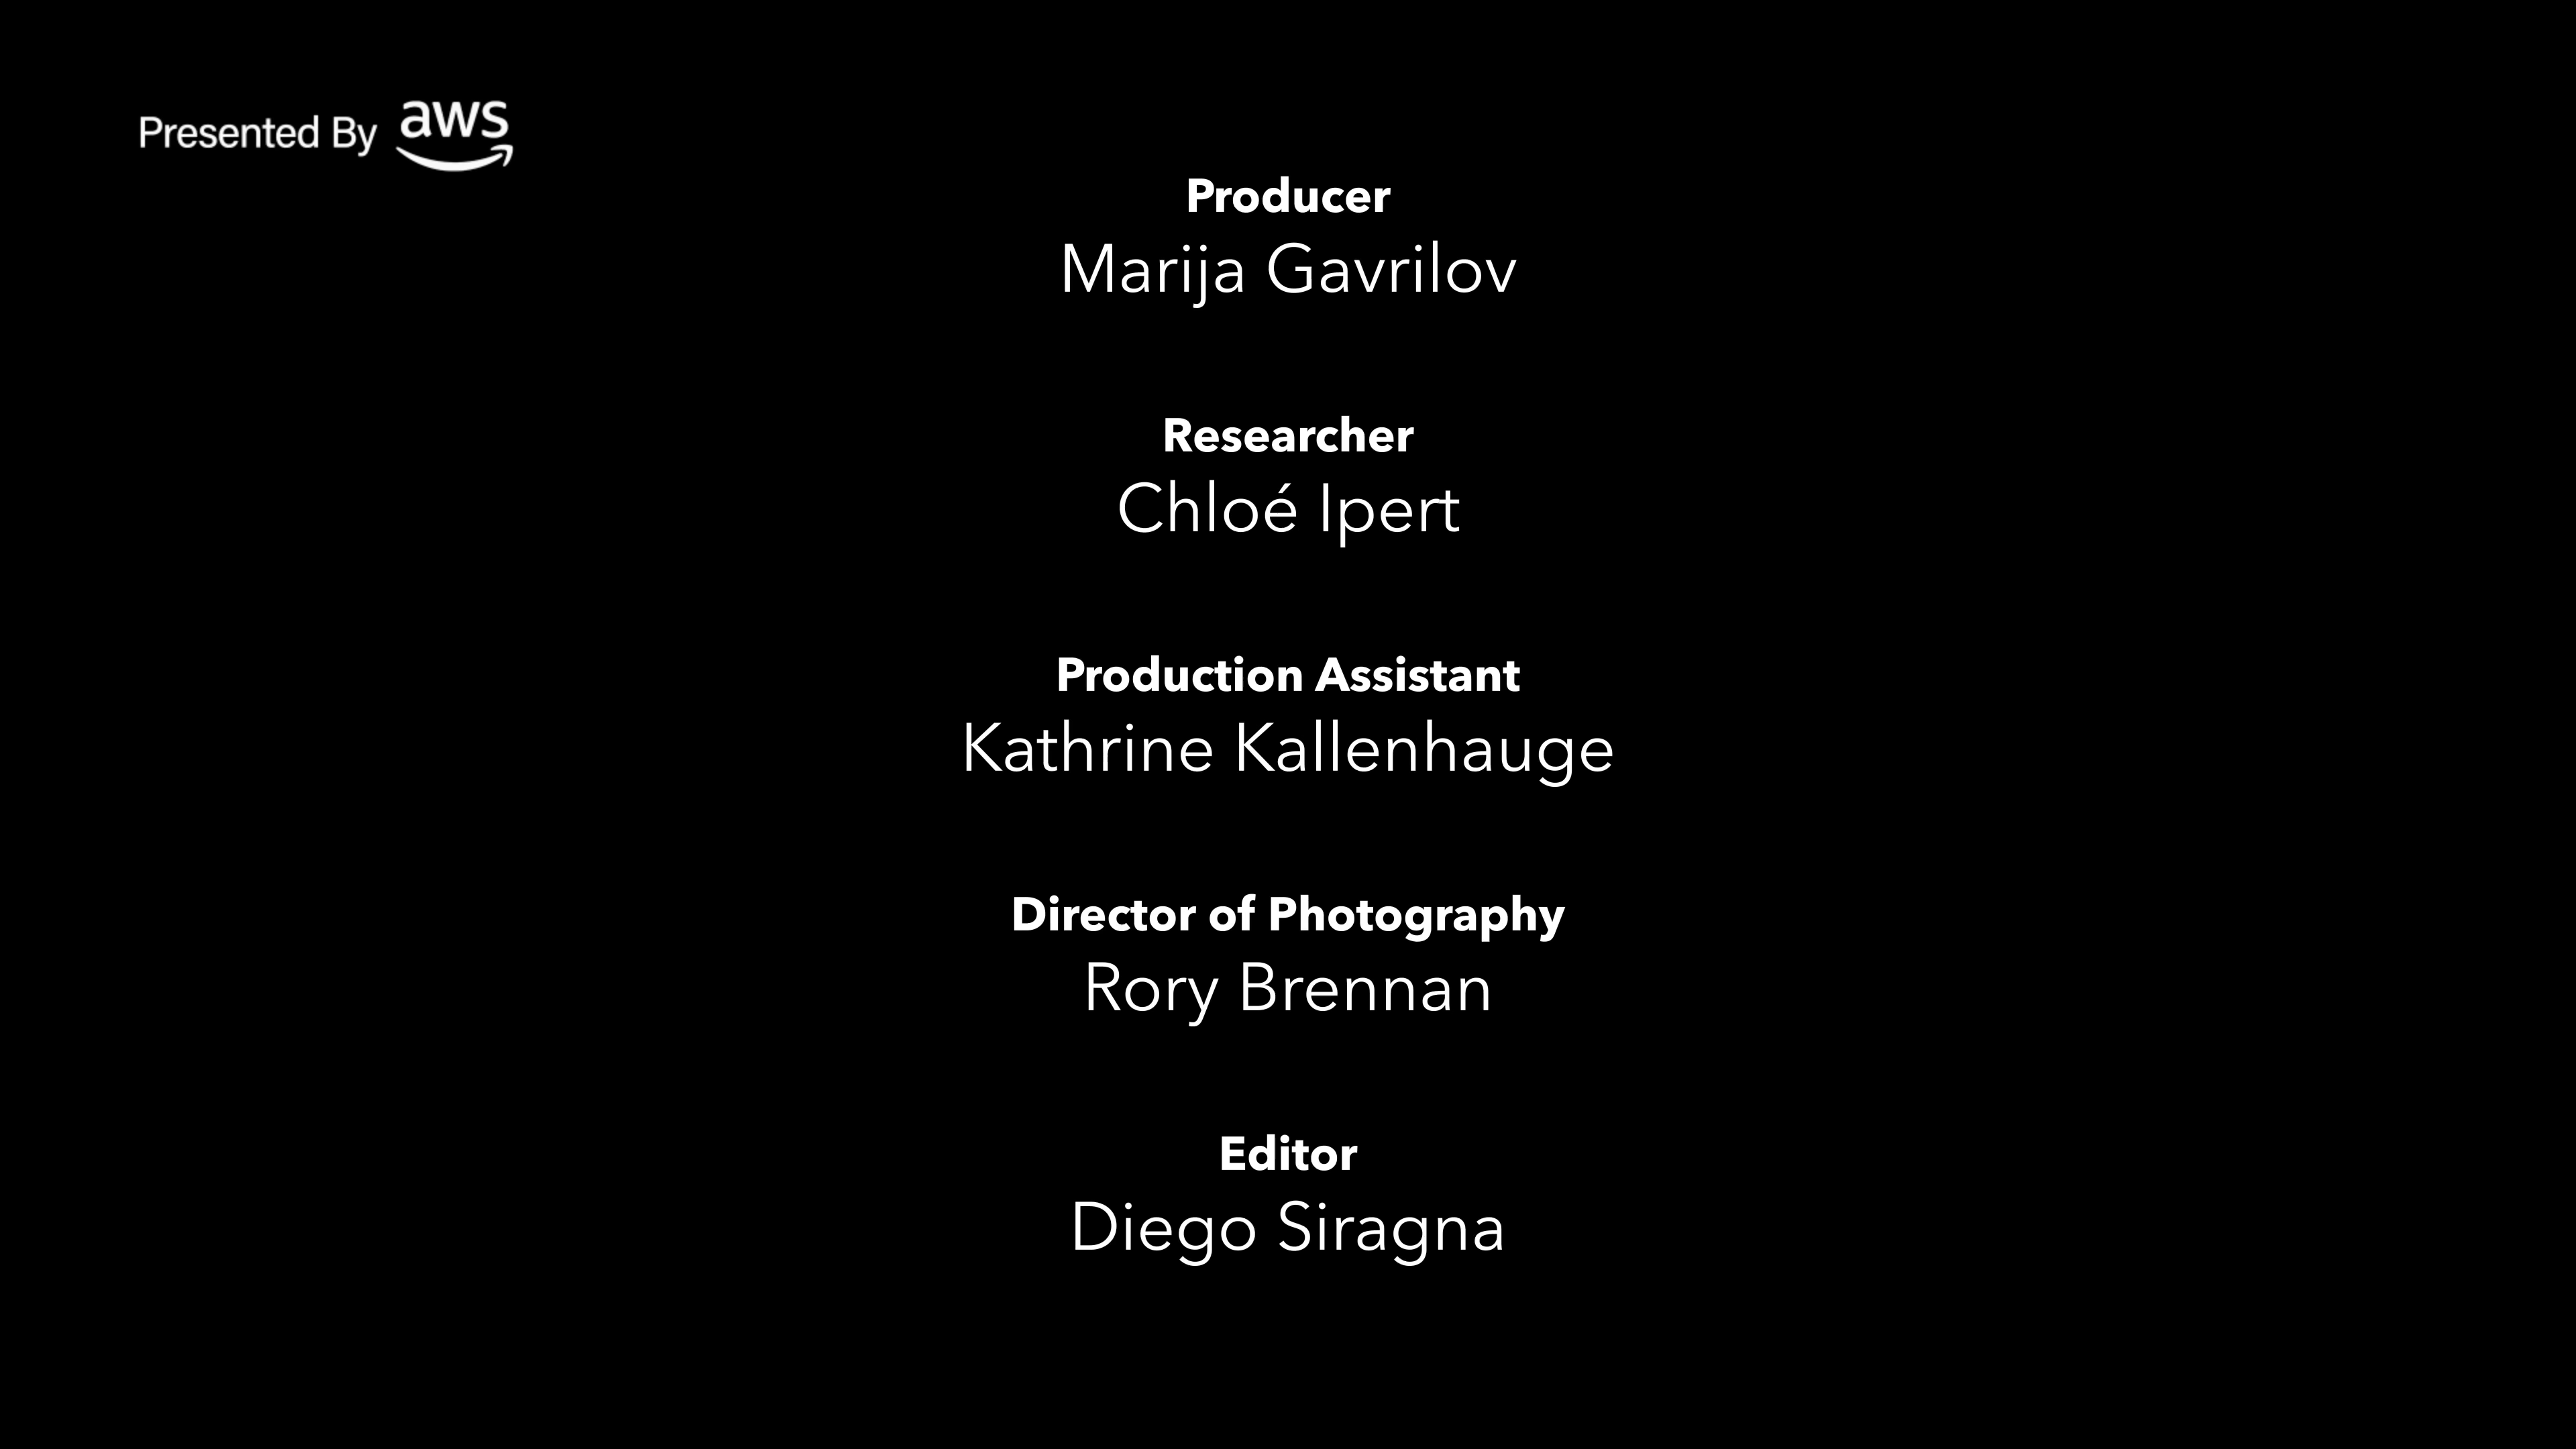 Presented By aws
Producer
Marija Gavrilov
Researcher
Chloé Ipert
Production Assistant
Kathrine Kallenhauge
Director of Photography
Rory Brennan
Editor
Diego Siragna